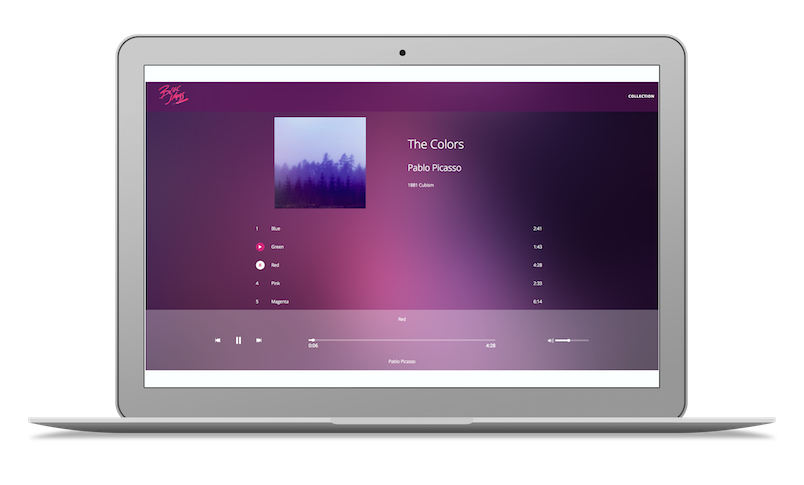 BLOC
JAMS
COLLECTION
The Colors
Pablo Picasso
1881 Cubism
1 Blue 2:41
Green 1:43
Red 4:28
4 Pink 2:33
5 Magenta 6:14
Red
0:06 4:28
Pablo Picasso